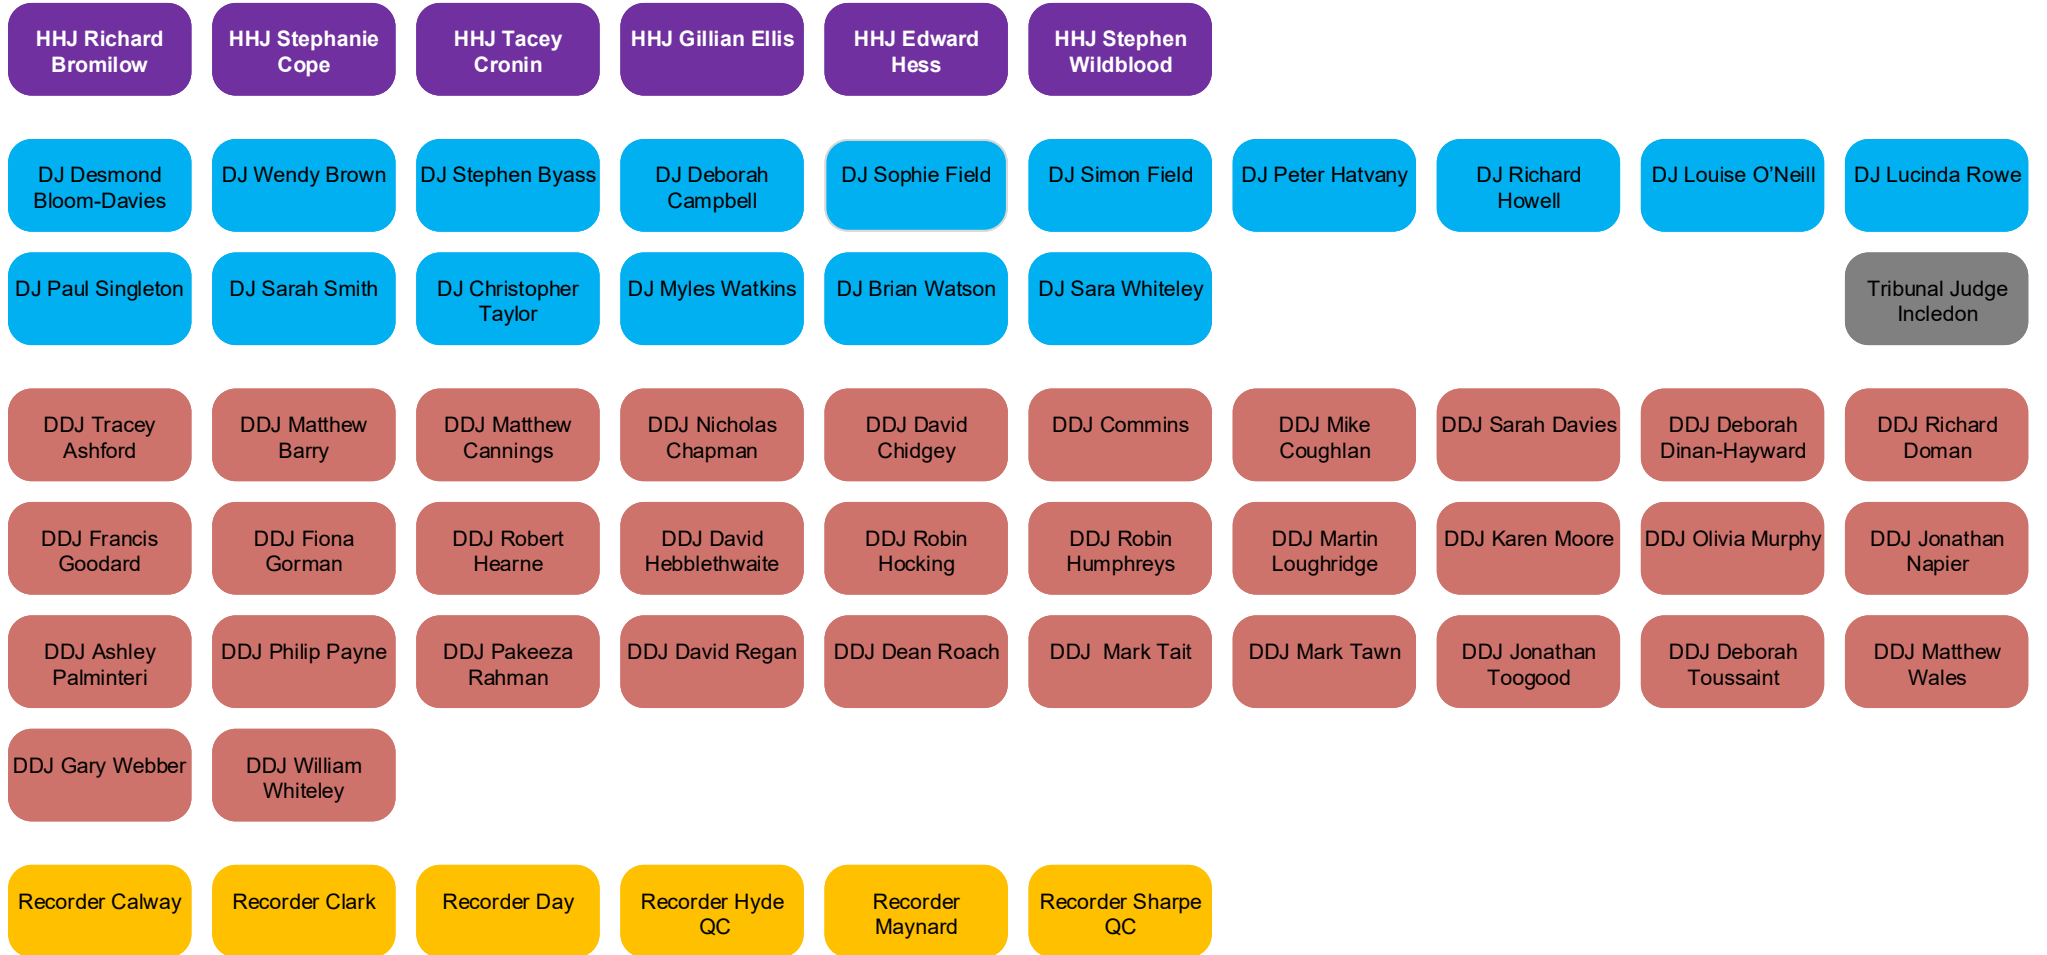 HHJ Richard
Bromilow
HHJ Stephanie
Cope
HHJ Tacey
Cronin
HHJ Gillian Ellis
HHJ Edward
Hess
HHJ Stephen
Wildblood
DJ Desmond
Bloom-Davies
DJ Wendy Brown
DJ Stephen Byass
DJ Deborah
Campbell
DJ Sophie Field
DJ Simon Field
DJ Peter Hatvany
DJ Richard
Howell
DJ Louise O’Neill
DJ Lucinda Rowe
DJ Paul Singleton
DJ Sarah Smith
DJ Christopher
Taylor
DJ Myles Watkins
DJ Brian Watson
DJ Sara Whiteley
Tribunal Judge
Incledon
DDJ Tracey
Ashford
DDJ Matthew
Barry
DDJ Matthew
Cannings
DDJ Nicholas
Chapman
DDJ David
Chidgey
DDJ Commins
DDJ Mike
Coughlan
DDJ Sarah Davies
DDJ Deborah
Dinan-Hayward
DDJ Richard
Doman
DDJ Francis
Goodard
DDJ Fiona
Gorman
DDJ Robert
Hearne
DDJ David
Hebblethwaite
DDJ Robin
Hocking
DDJ Robin
Humphreys
DDJ Martin
Loughridge
DDJ Karen Moore
DDJ Olivia Murphy
DDJ Jonathan
Napier
DDJ Ashley
Palminteri
DDJ Philip Payne
DDJ Pakeeza
Rahman
DDJ David Regan
DDJ Dean Roach
DDJ  Mark Tait
DDJ Mark Tawn
DDJ Jonathan
Toogood
DDJ Deborah
Toussaint
DDJ Matthew
Wales
DDJ Gary Webber
DDJ William
Whiteley
Recorder Calway
Recorder Clark
Recorder Day
Recorder Hyde
QC
Recorder
Maynard
Recorder Sharpe
QC